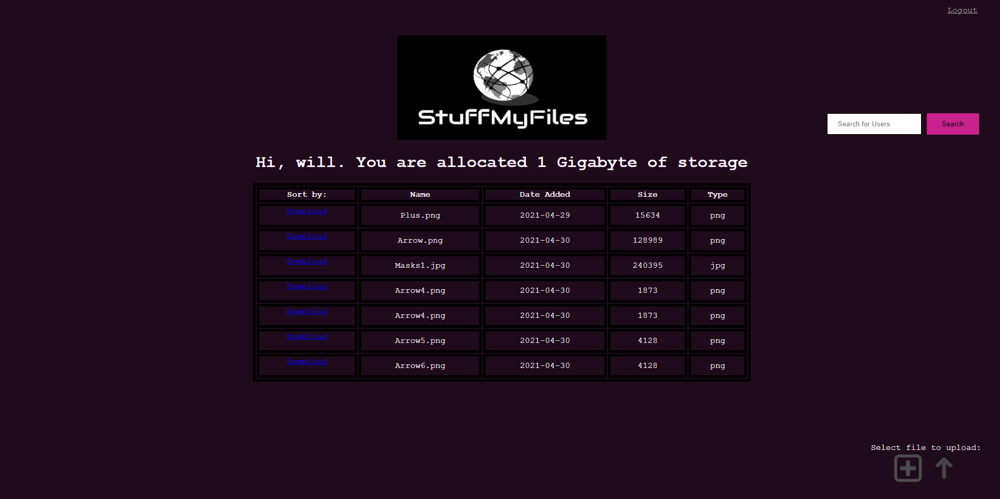 Logout
StuffMyFiles
Search for Users Search
Hi, will. You are allocated 1 Gigabyte of storage
Sort by: Name Date Added Size Type
Download Plus.png 2021-04-29 15634 png
Download Arrow.png 2021-04-30 128989 png
Download Masks1.jpg 2021-04-30 240395 jpg
Download Arrow4.png 2021-04-30 1873 png
Download Arrow4.png 2021-04-30 1873 png
Download Arrow5.png 2021-04-30 4128 png
Download Arrow6.png 2021-04-30 4128 png
Select file to upload: